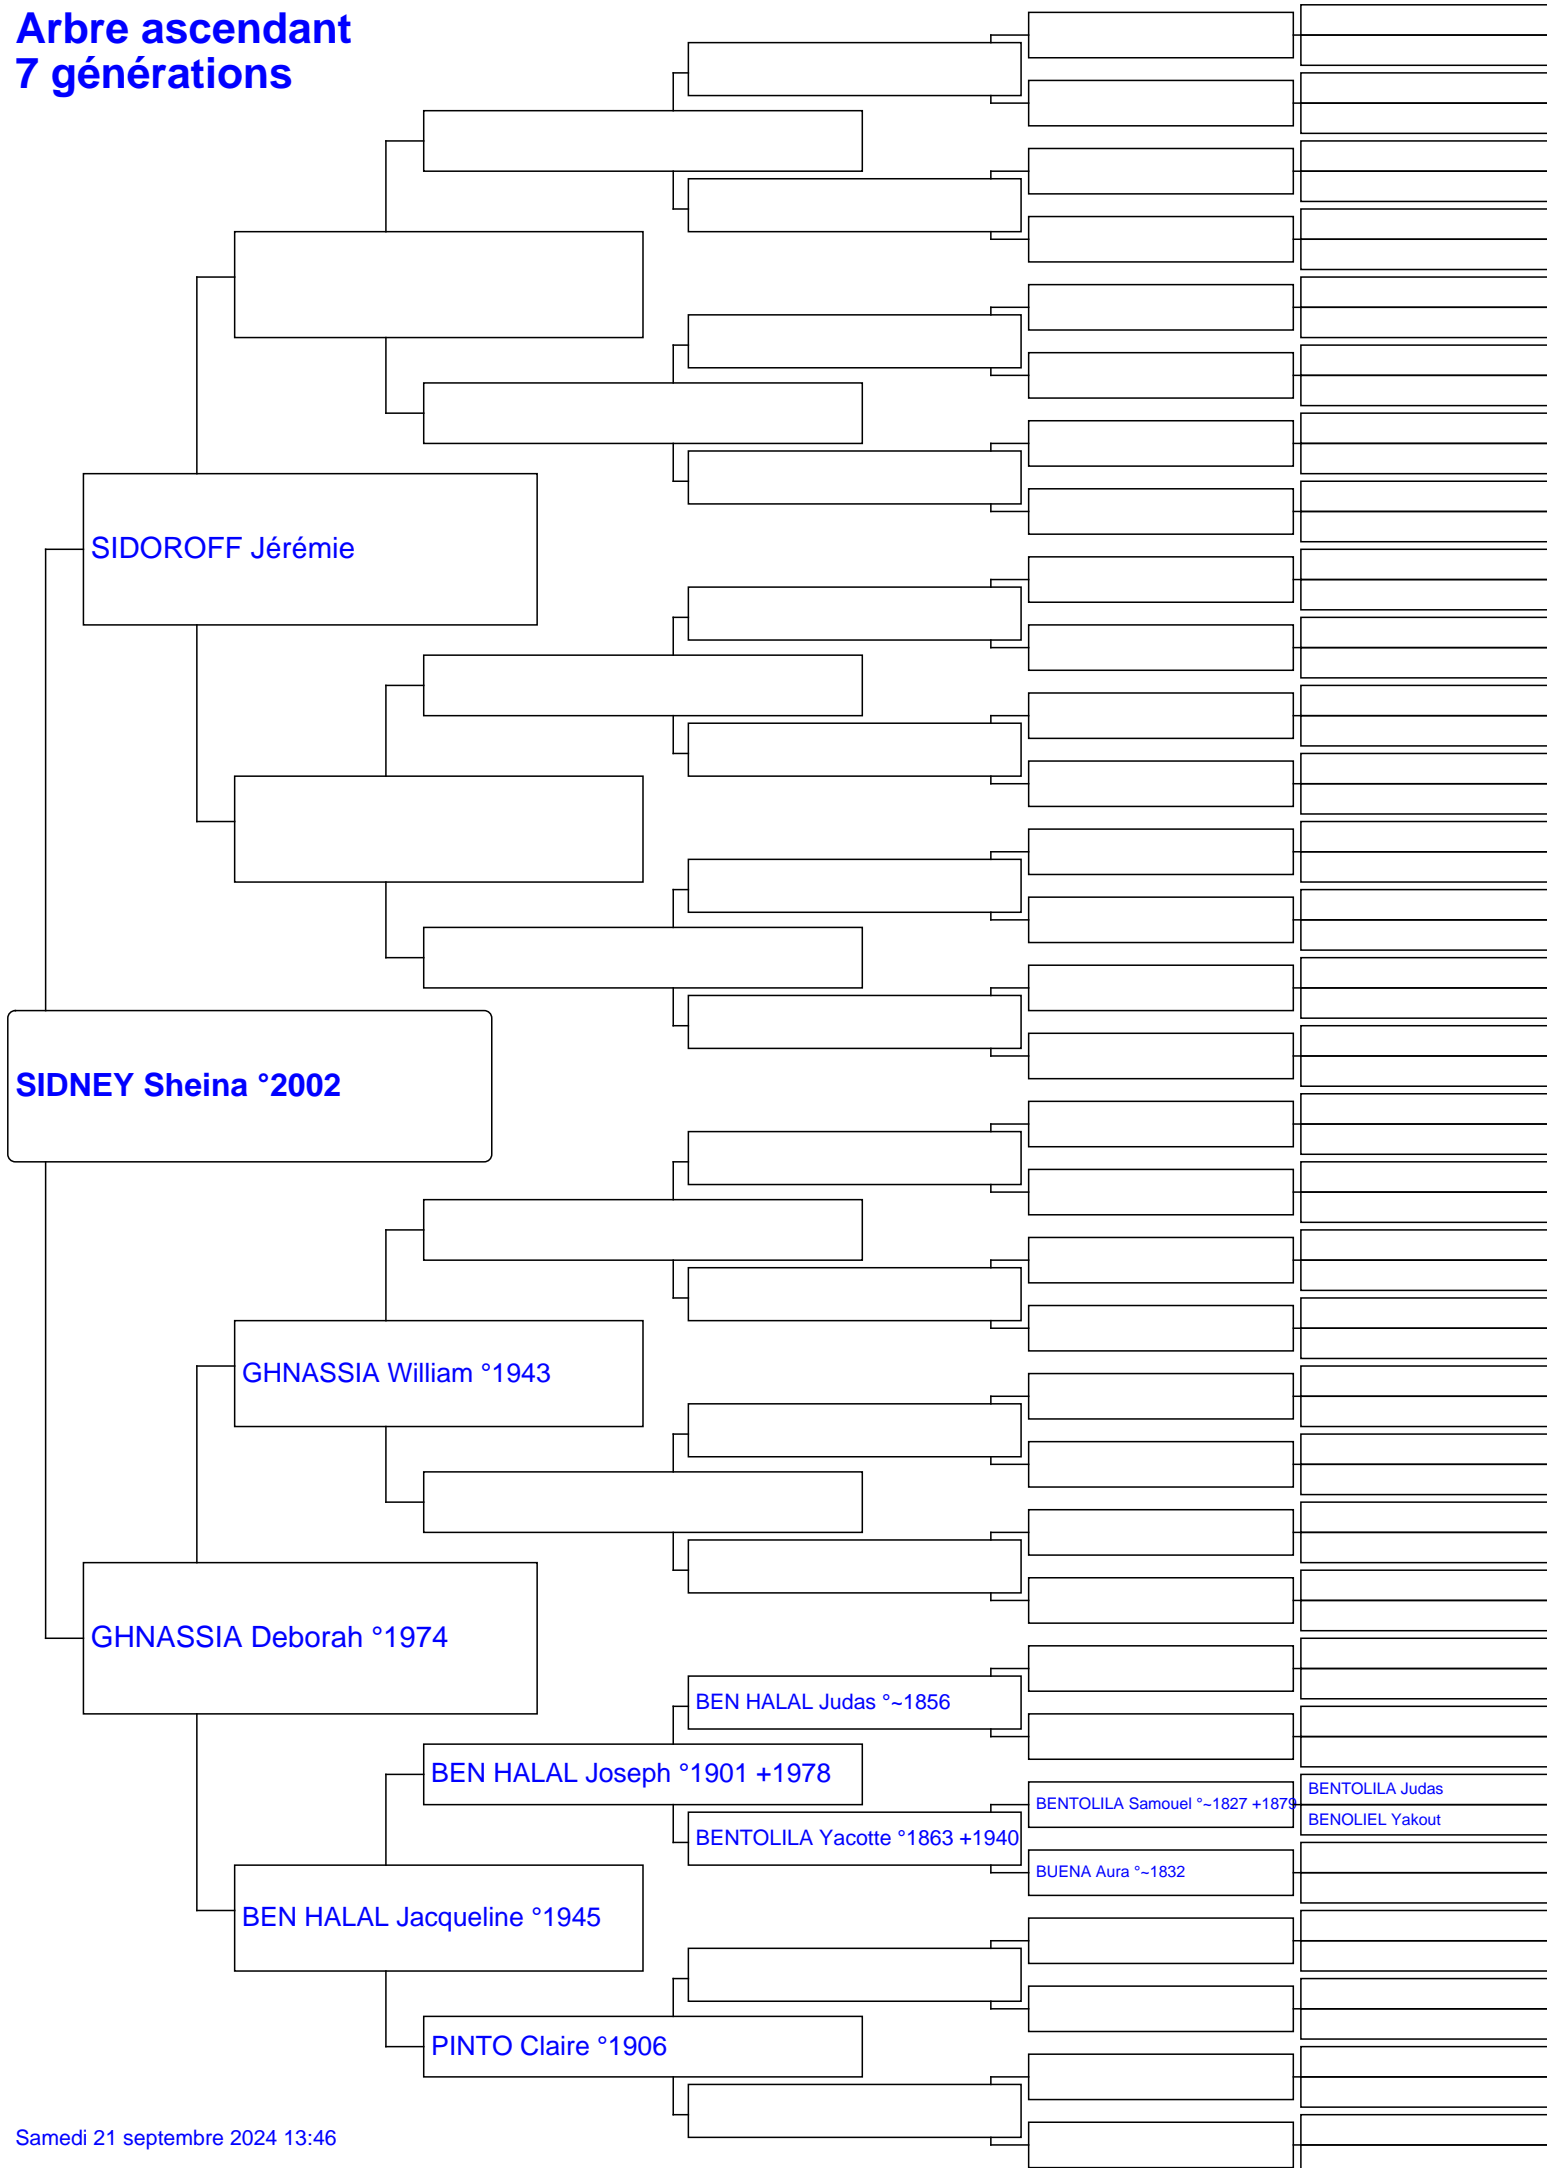 Arbre ascendant
7 générations
SIDOROFF Jérémie
SIDNEY Sheina °2002
GHNASSIA William °1943
GHNASSIA Deborah °1974
BEN HALAL Judas °~1856
BEN HALAL Joseph °1901 +1978
BENTOLILA Judas
BENTOLILA Samouel °~1827 +1879
BENOLIEL Yakout
BENTOLILA Yacotte °1863 +1940
BUENA Aura °~1832
BEN HALAL Jacqueline °1945
PINTO Claire °1906
Samedi 21 septembre 2024 13:46